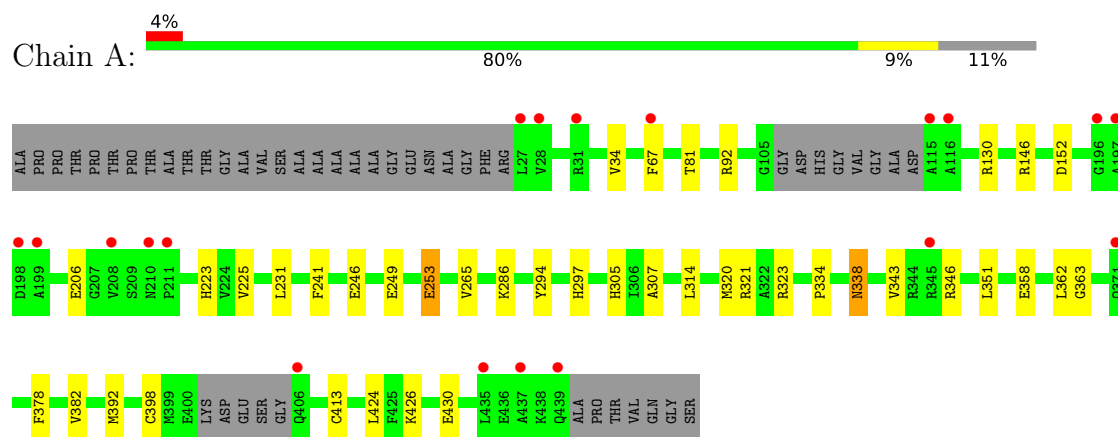 4%
Chain A:
80% 9% 11%
ALA PRO PRO THR PRO THR PRO THR ALA THR THR GLY ALA VAL SER ALA ALA ALA ALA ALA GLY GLU ASN ALA GLY PHE ARG L27 V28 R31 V34 F67 T81 R92 G105 GLY ASP HIS GLY VAL GLY ALA ASP A115 A116 R130 R146 D152 G196 A197
D198 A199 E206 G207 V208 S209 N210 P211 H223 V224 V225 L231 F241 E246 E249 E253 V265 K286 Y294 H297 H305 I306 A307 L314 M320 R321 A322 R323 P334 N338 V343 R344 R345 R346 L351 E358 L362 G363 Q371
F378 V382 M392 C398 M399 E400 LYS ASP GLU SER GLY Q406 C413 L424 F425 K426 E430 L435 E436 A437 K438 Q439 ALA PRO THR VAL GLN GLY SER